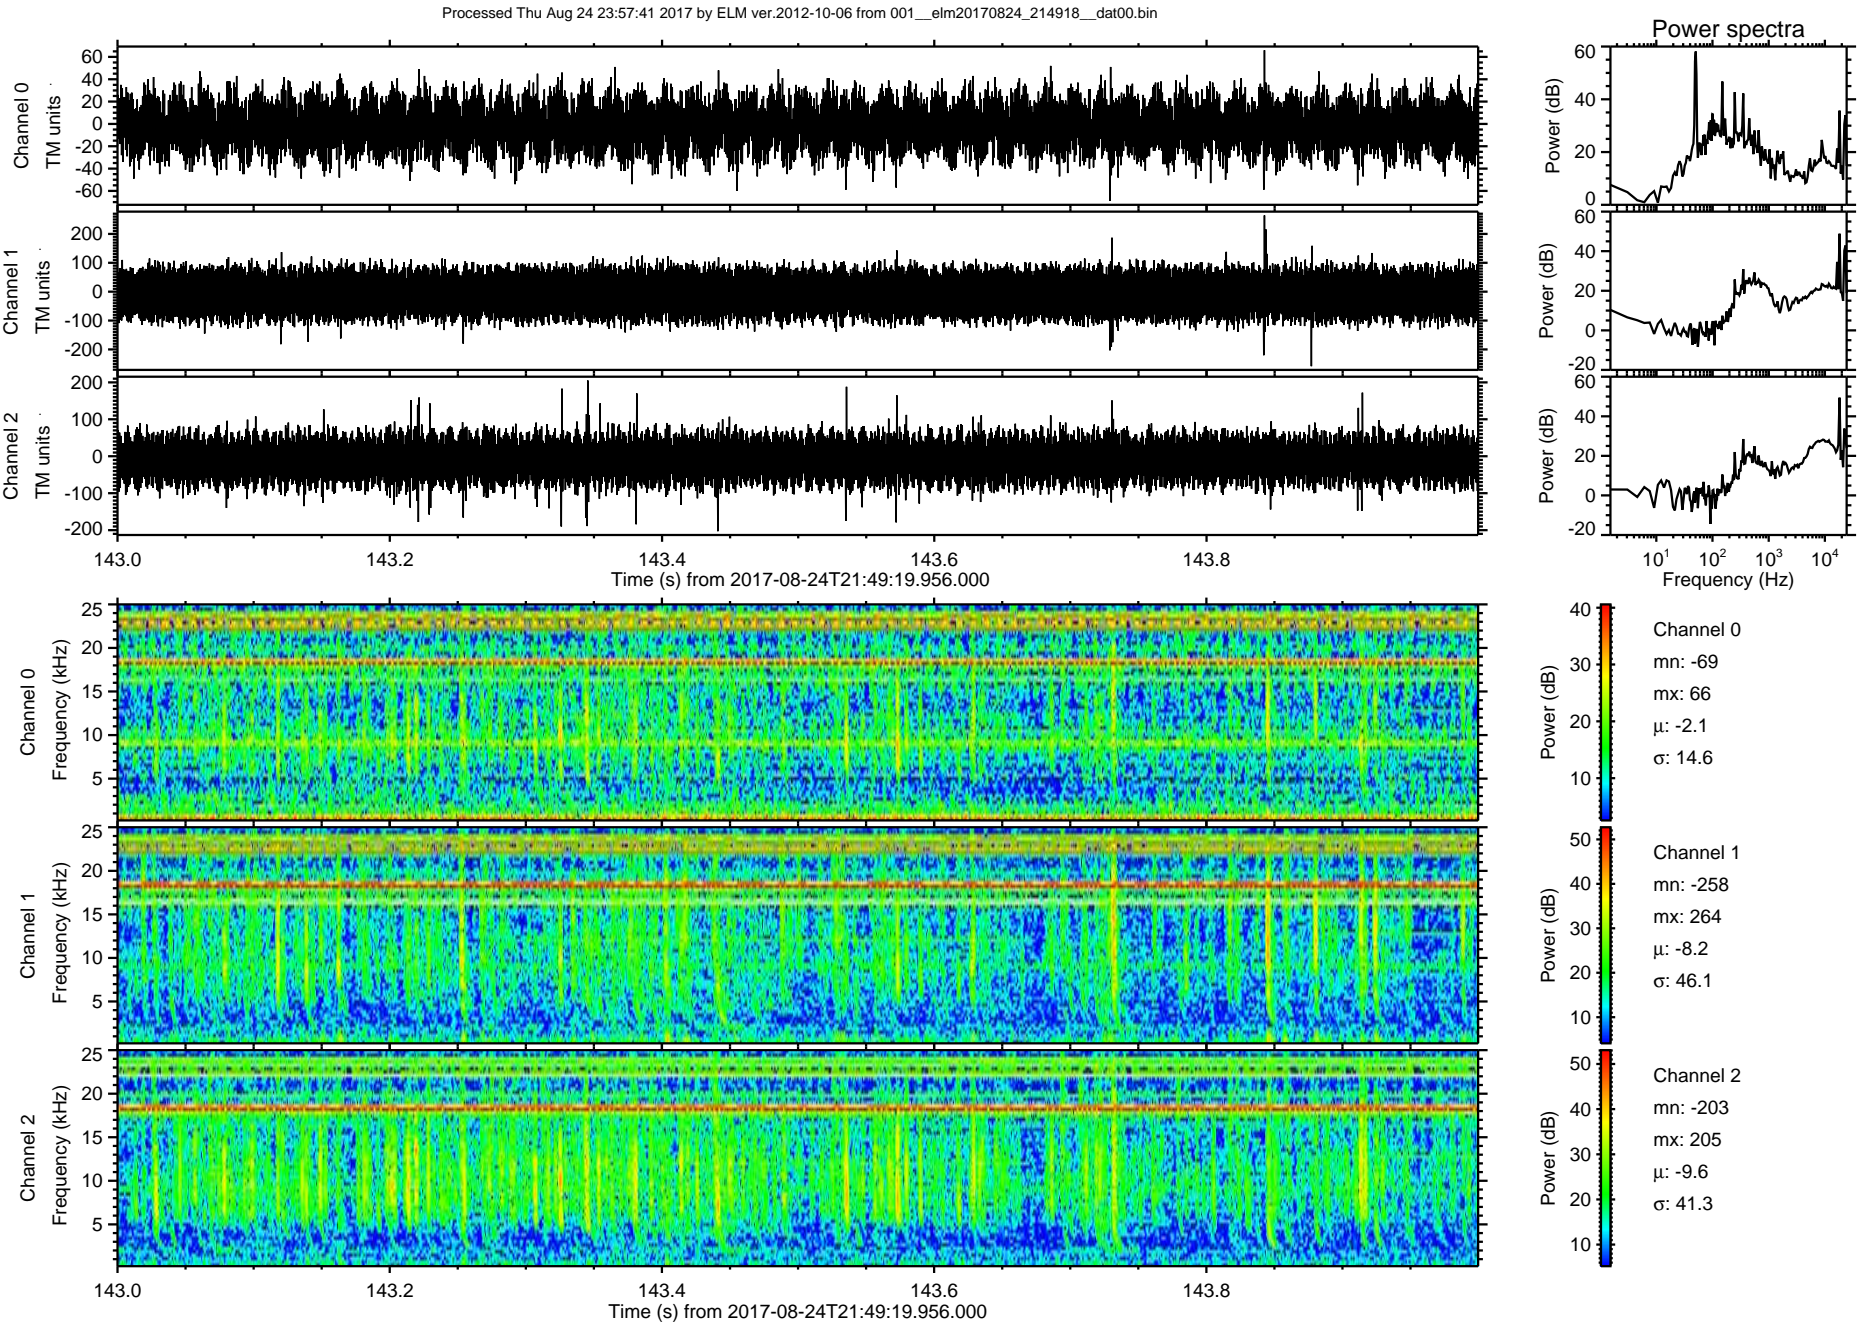 Processed Thu Aug 24 23:57:41 2017 by ELM ver.2012-10-06 from 001__elm20170824_214918__dat00.bin
Power spectra
Channel 0
TM units
60
40
20
0
-20
-40
-60
Power (dB)
60
40
20
0
Channel 1
TM units
200
100
0
-100
-200
Power (dB)
60
40
20
0
-20
Channel 2
TM units
200
100
0
-100
-200
Power (dB)
60
40
20
0
-20
143.0 143.2 143.4 143.6 143.8
Time (s) from 2017-08-24T21:49:19.956.000
10^1 10^2 10^3 10^4
Frequency (Hz)
Channel 0
Frequency (kHz)
25
20
15
10
5
Power (dB)
40
30
20
10
Channel 0
mn: -69
mx: 66
μ: -2.1
σ: 14.6
Channel 1
Frequency (kHz)
25
20
15
10
5
Power (dB)
50
40
30
20
10
Channel 1
mn: -258
mx: 264
μ: -8.2
σ: 46.1
Channel 2
Frequency (kHz)
25
20
15
10
5
Power (dB)
50
40
30
20
10
Channel 2
mn: -203
mx: 205
μ: -9.6
σ: 41.3
143.0 143.2 143.4 143.6 143.8
Time (s) from 2017-08-24T21:49:19.956.000